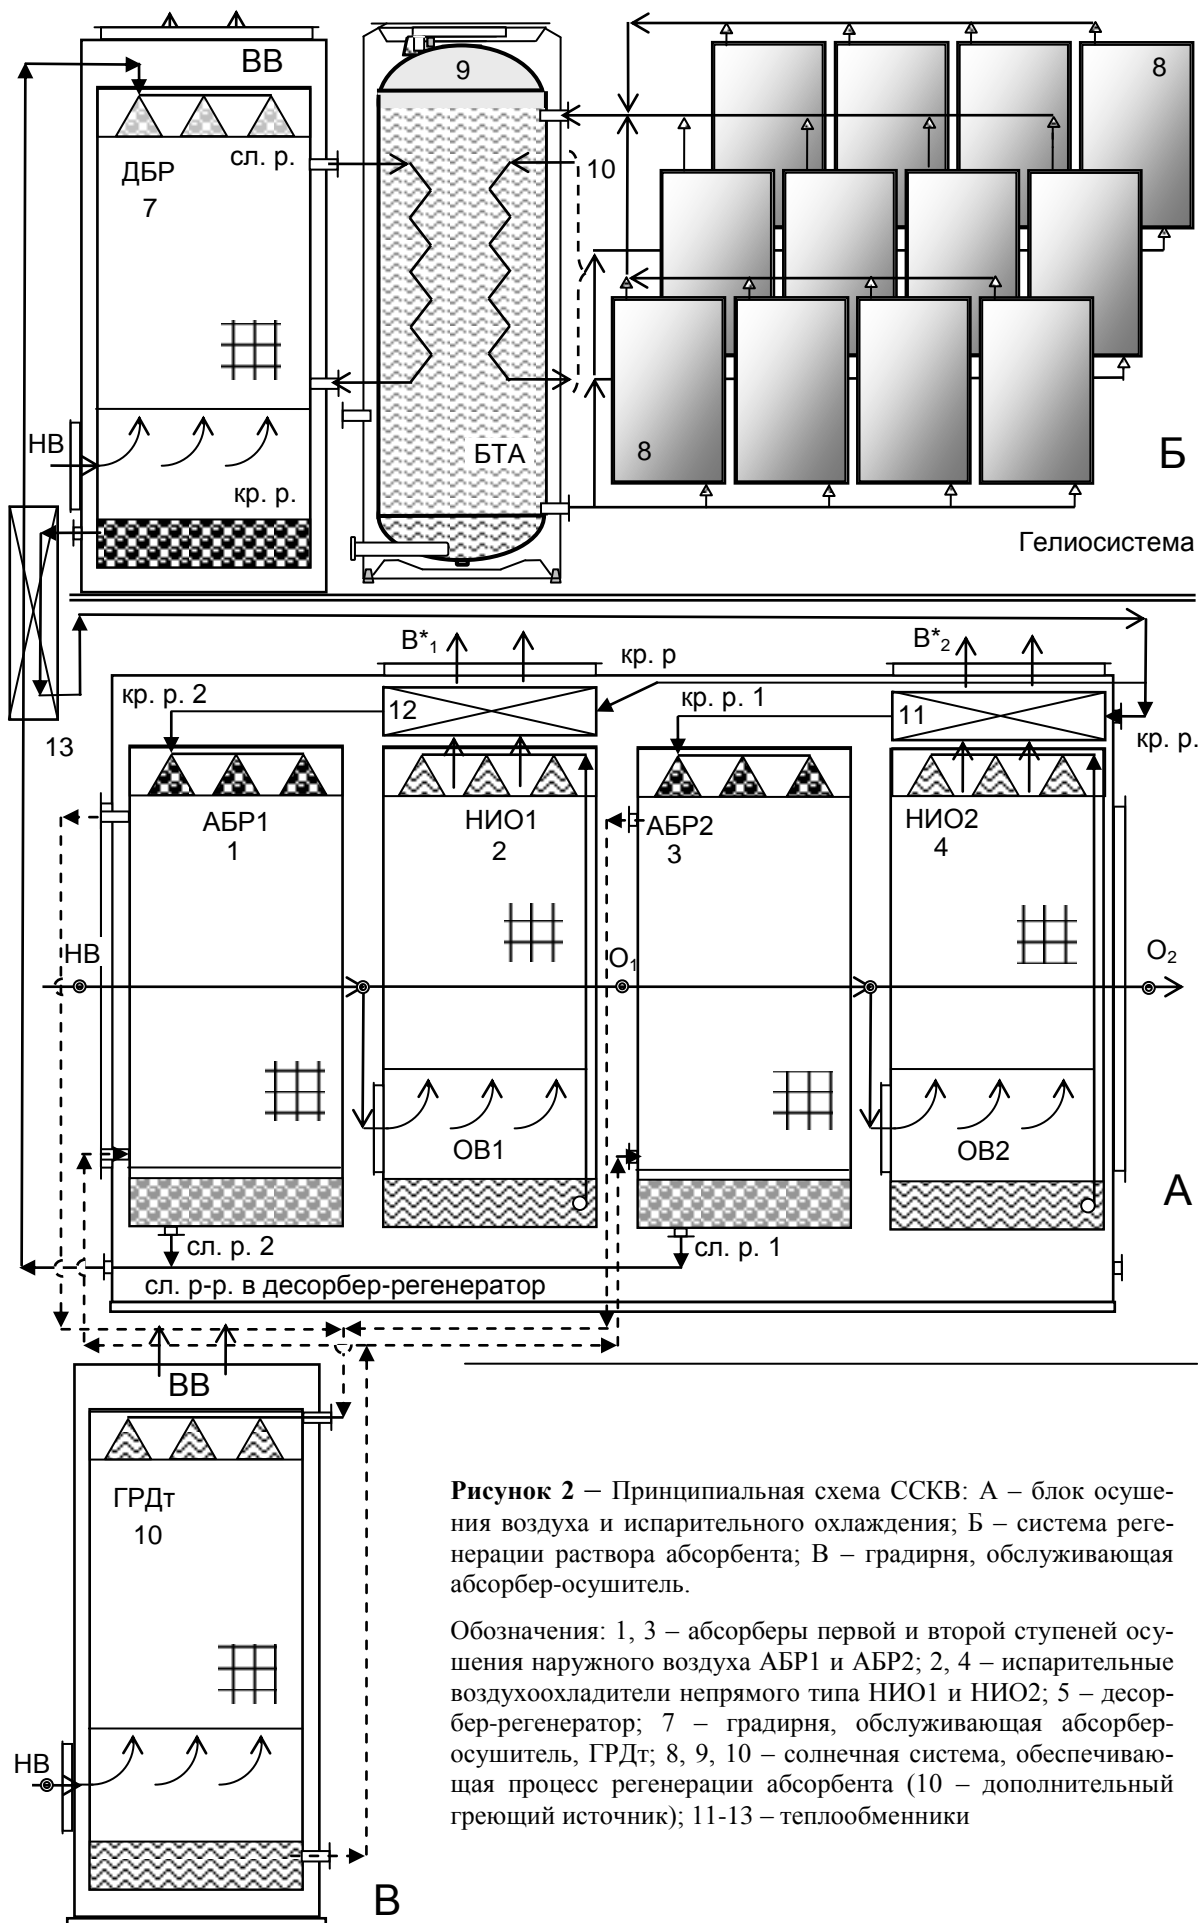 ВВ
9
8
сл. р.
ДБР
7
10
НВ
кр. р.
БТА
8
Б
Гелиосистема
В*1
кр. р
В*2
кр. р. 2
12
кр. р. 1
11
кр. р.
13
АБР1
1
НИО1
2
АБР2
3
НИО2
4
НВ
О1
О2
ОВ1
ОВ2
А
сл. р. 2
сл. р. 1
сл. р-р. в десорбер-регенератор
ВВ
ГРДт
10
НВ
В
Рисунок 2 – Принципиальная схема ССКВ: А – блок осуше-
ния воздуха и испарительного охлаждения; Б – система реге-
нерации раствора абсорбента; В – градирня, обслуживающая
абсорбер-осушитель.
Обозначения: 1, 3 – абсорберы первой и второй ступеней осу-
шения наружного воздуха АБР1 и АБР2; 2, 4 – испарительные
воздухоохладители непрямого типа НИО1 и НИО2; 5 – десор-
бер-регенератор; 7 – градирня, обслуживающая абсорбер-
осушитель, ГРДт; 8, 9, 10 – солнечная система, обеспечиваю-
щая процесс регенерации абсорбента (10 – дополнительный
греющий источник); 11-13 – теплообменники